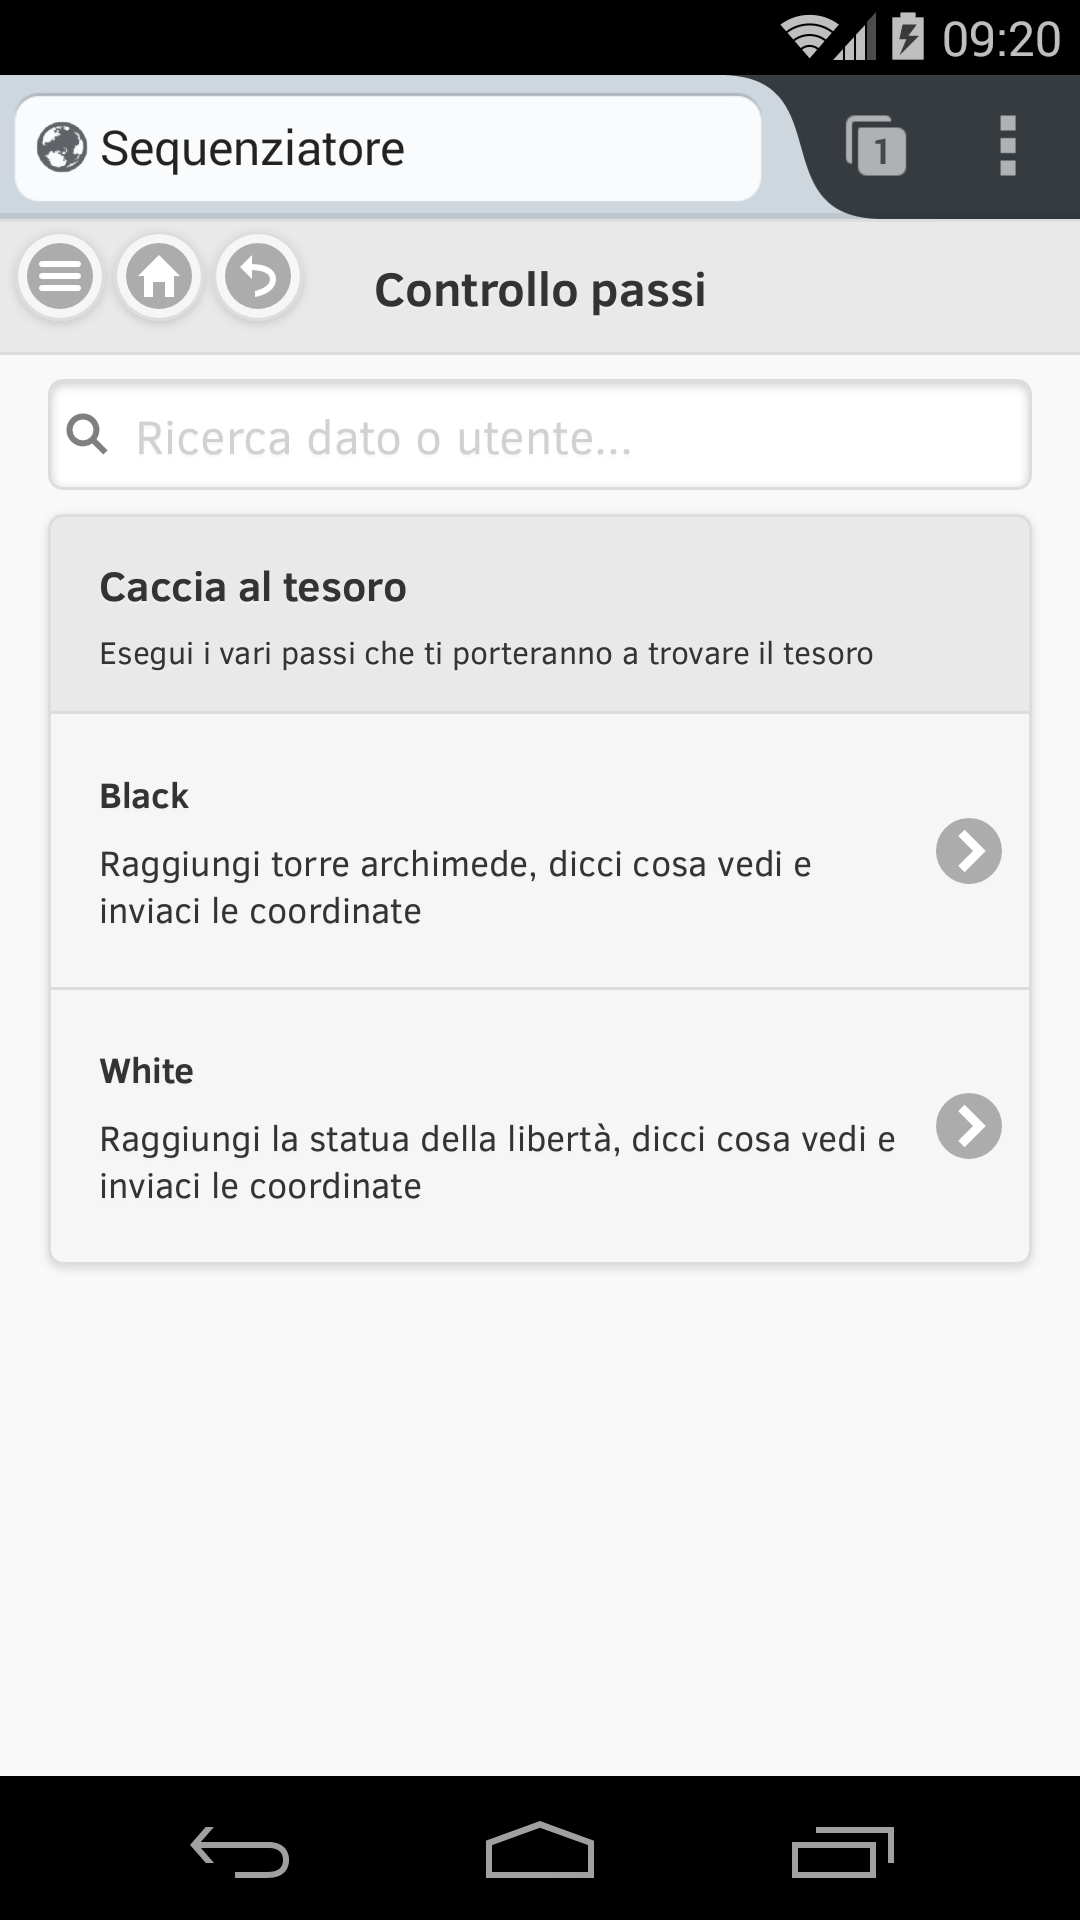 09:20
Sequenziatore
1
Controllo passi
Ricerca dato o utente...
Caccia al tesoro
Esegui i vari passi che ti porteranno a trovare il tesoro
Black
Raggiungi torre archimede, dicci cosa vedi e
inviaci le coordinate
White
Raggiungi la statua della libertà, dicci cosa vedi e
inviaci le coordinate